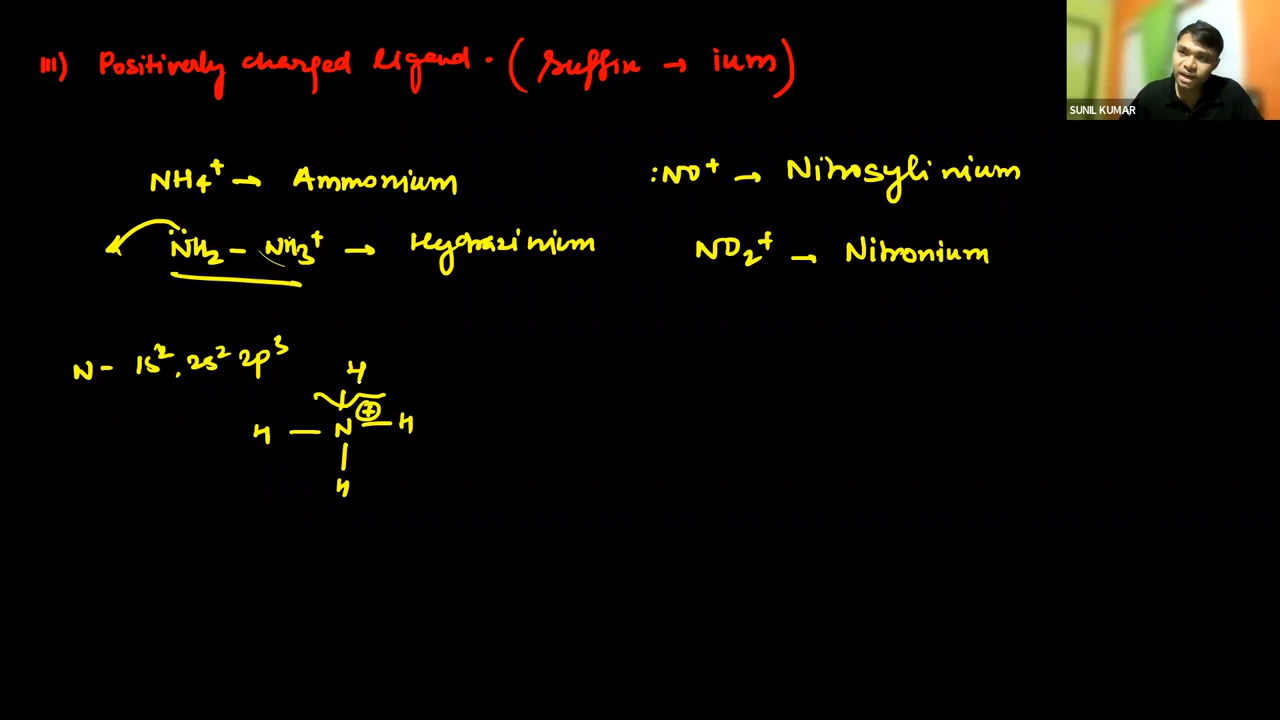 III) Positively charged ligand. (Suffix → ium)
SUNIL KUMAR
NH4+ → Ammonium
:NO+ → Nitrosylinium
NH2 – NH3+ → Hydrazinium
NO2+ → Nitronium
N – 1s2, 2s2 2p3
H
H – N + – H
H